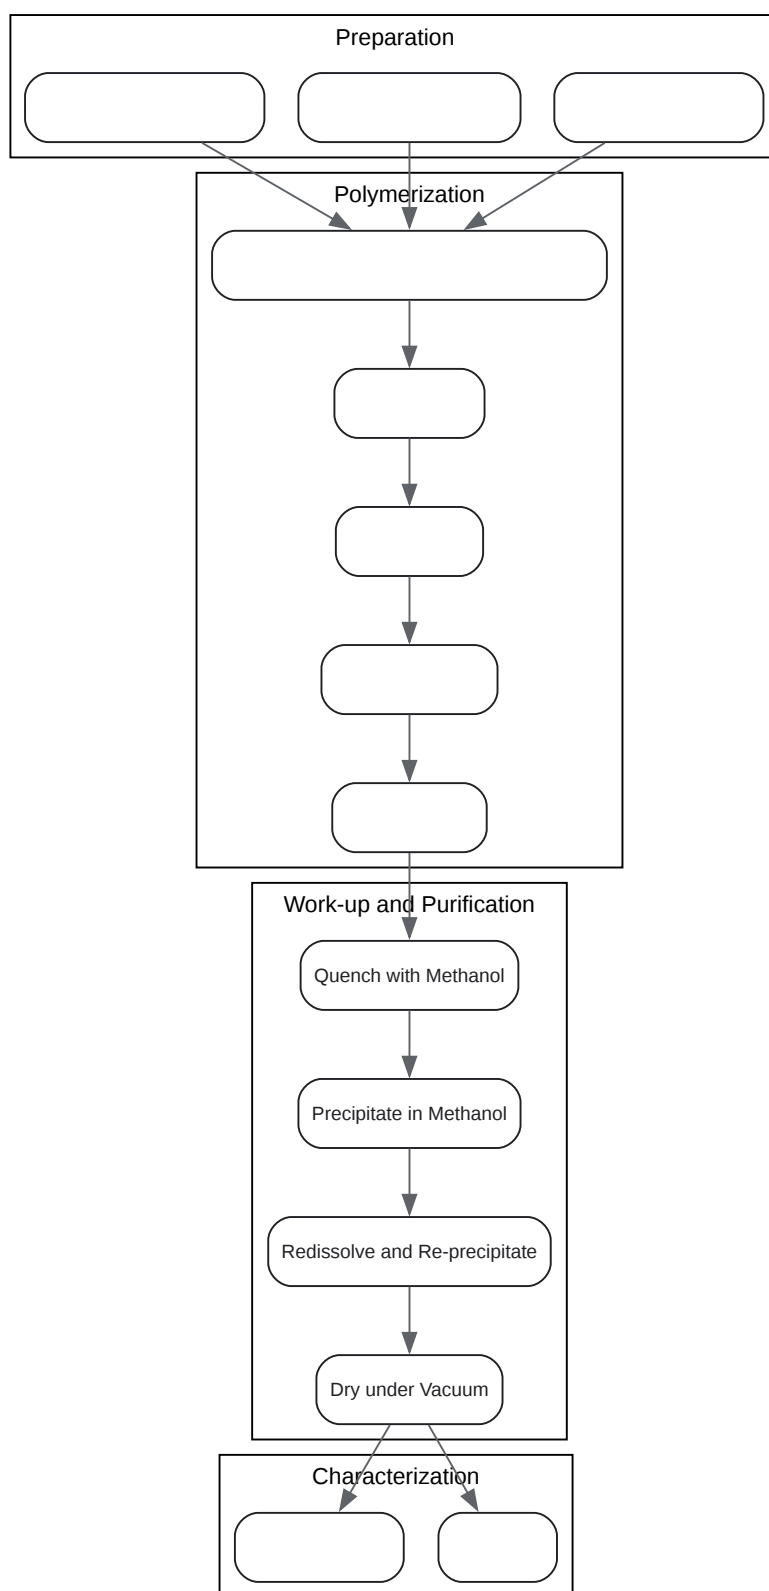 Preparation
Polymerization
Work-up and Purification
Quench with Methanol
Precipitate in Methanol
Redissolve and Re-precipitate
Dry under Vacuum
Characterization